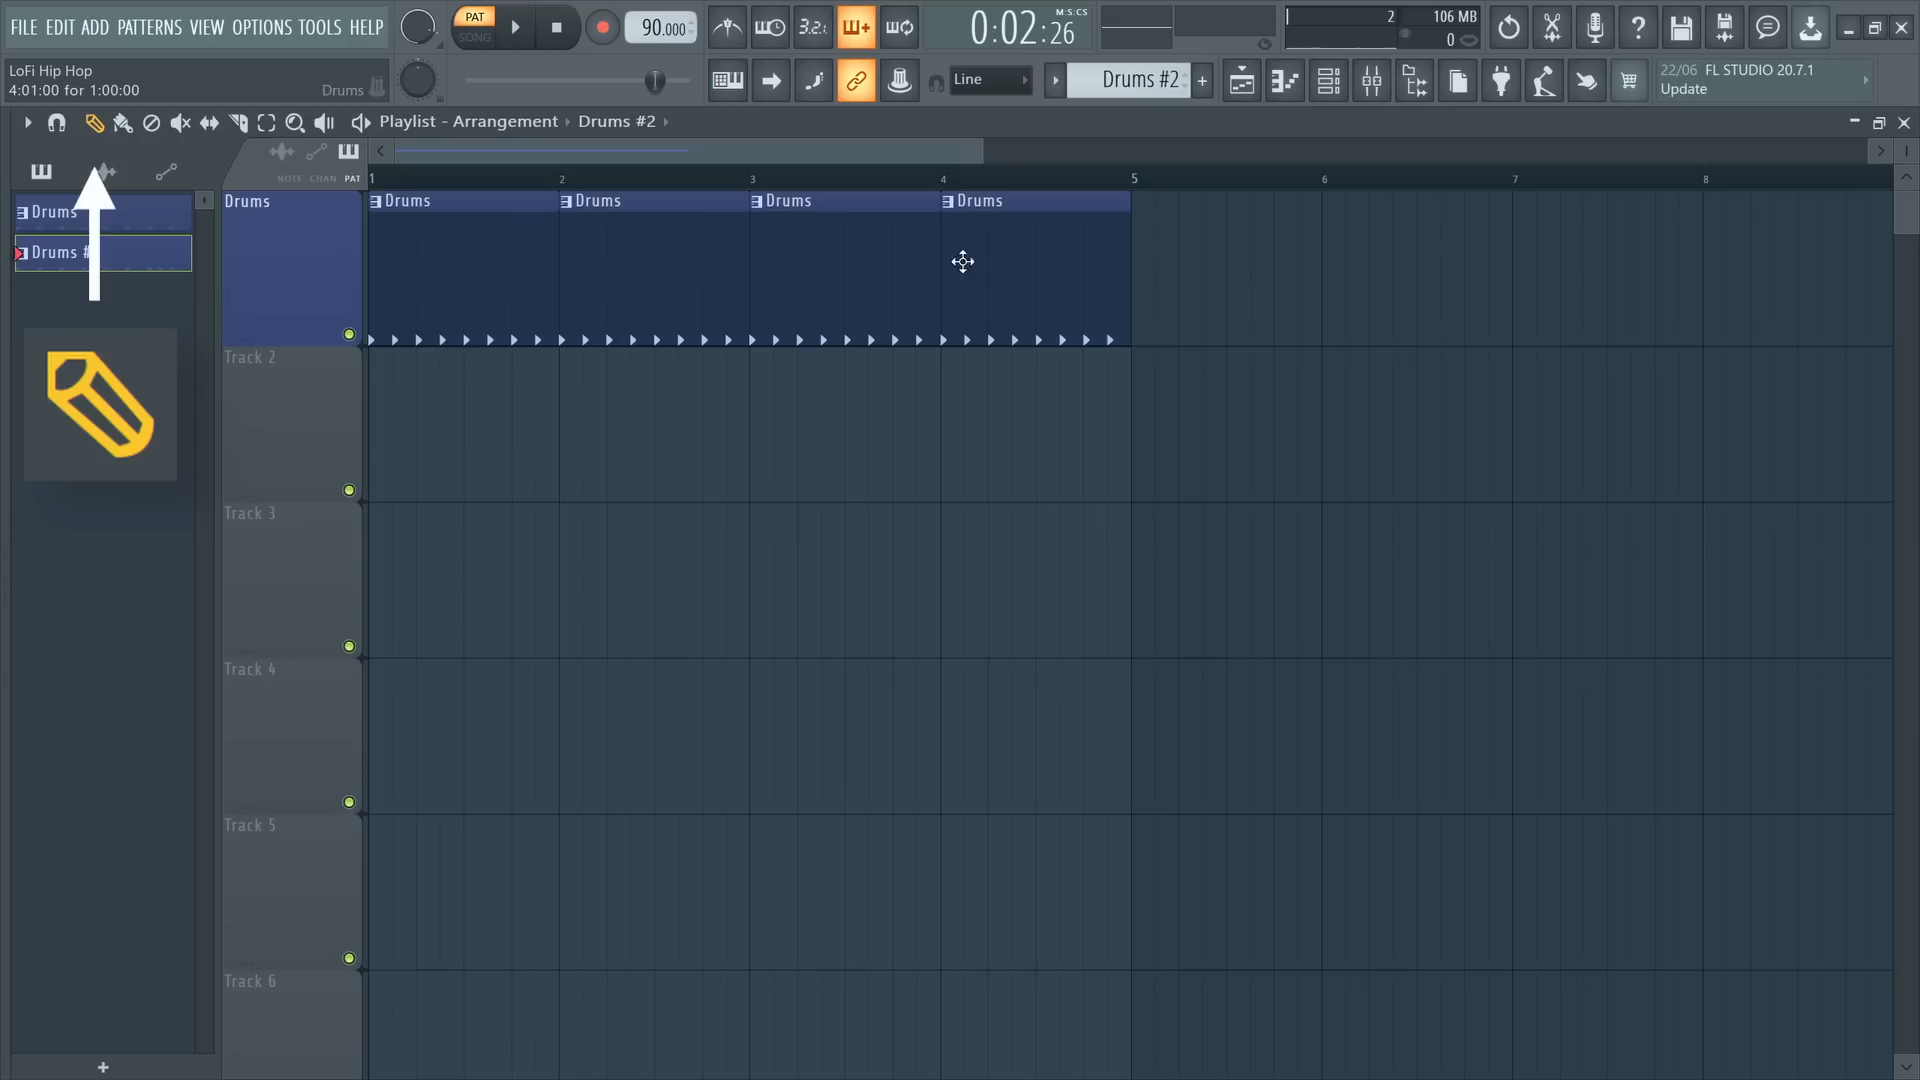 FILE EDIT ADD PATTERNS VIEW OPTIONS TOOLS HELP
PAT
SONG
90.000
3.2.1
0:02:26
M:S:CS
2
106 MB
0
LoFi Hip Hop
4:01:00 for 1:00:00
Drums
Line
Drums #2
22/06 FL STUDIO 20.7.1
Update
Playlist - Arrangement › Drums #2 ›
NOTE CHAN PAT
1 2 3 4 5 6 7 8
Drums
Drums #
Drums
Drums Drums Drums Drums
Track 2
Track 3
Track 4
Track 5
Track 6